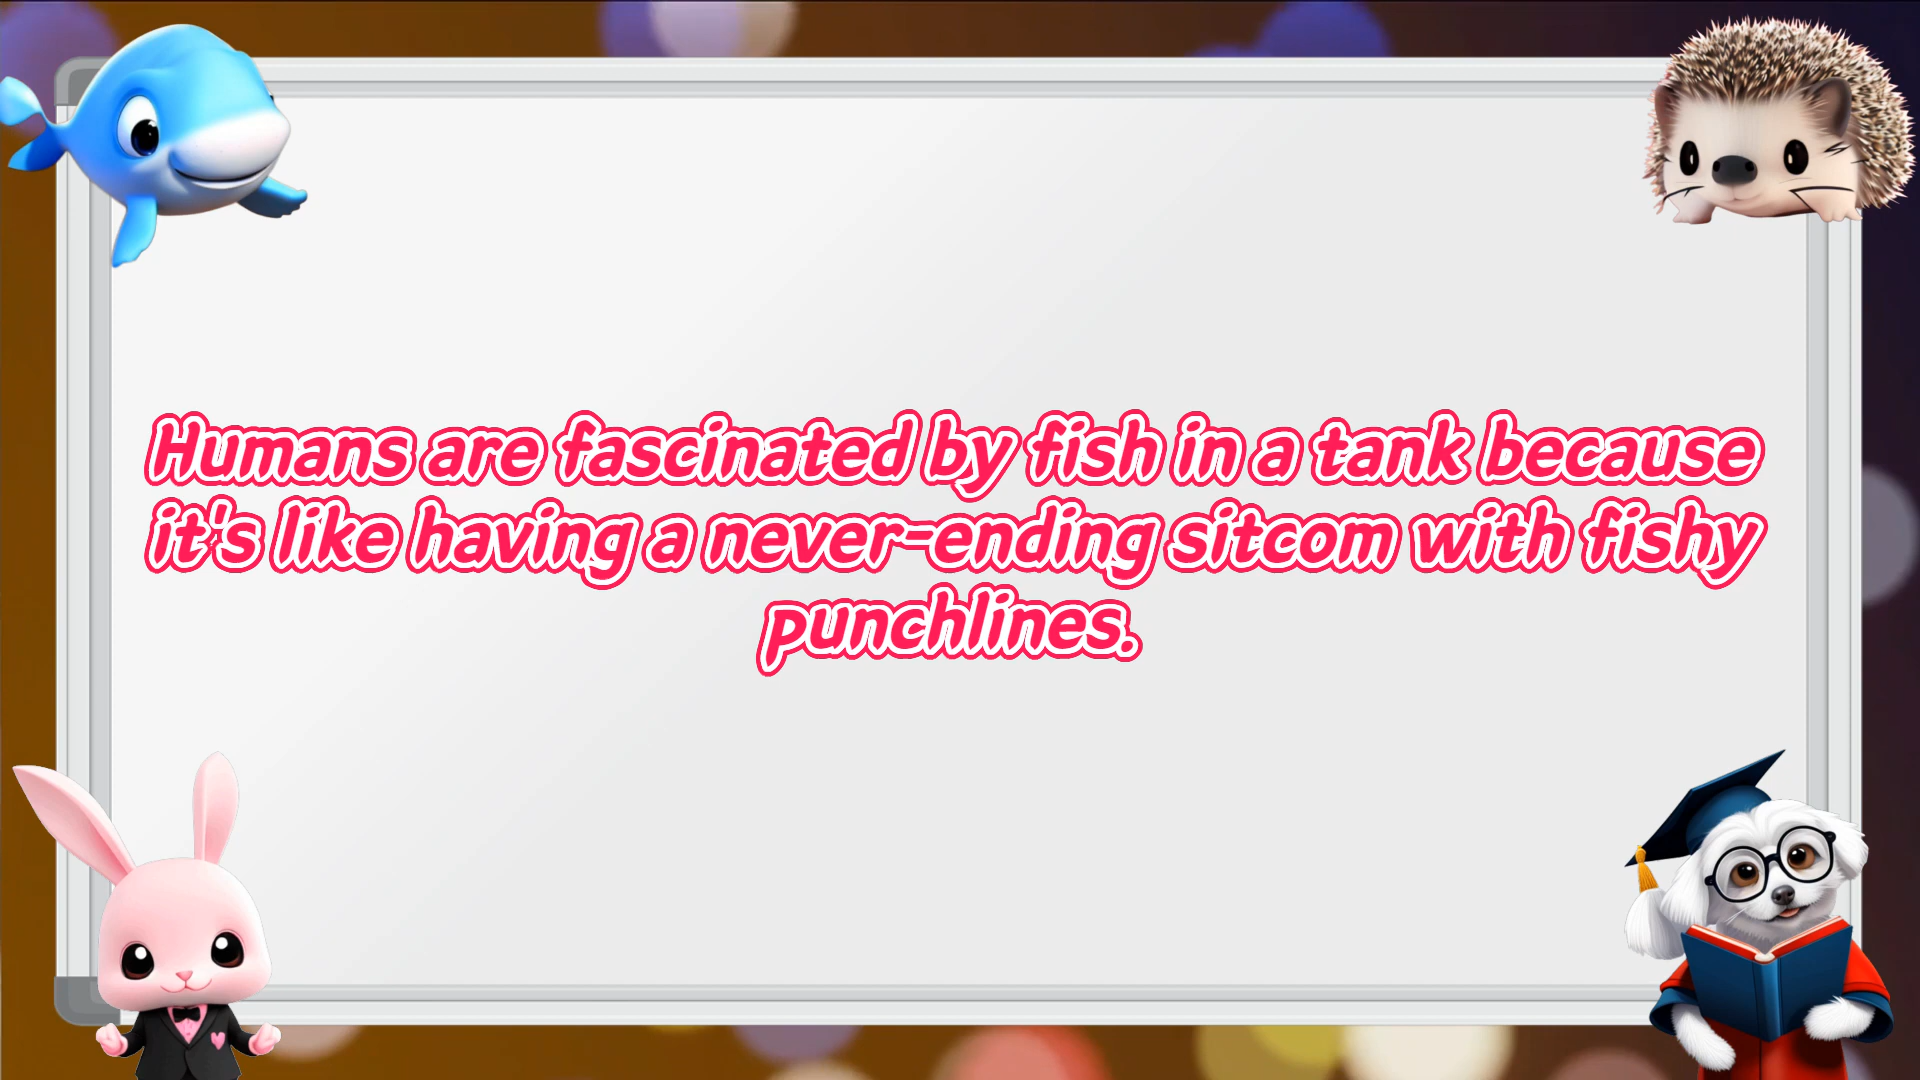 Humans are fascinated by fish in a tank because
it's like having a never-ending sitcom with fishy
punchlines.